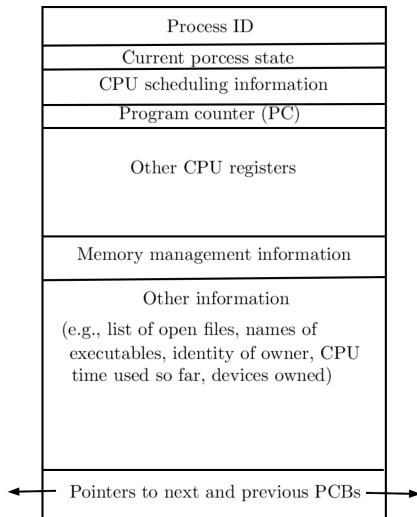 Process ID
Current porcess state
CPU scheduling information
Program counter (PC)
Other CPU registers
Memory management information
Other information
(e.g., list of open files, names of
executables, identity of owner, CPU
time used so far, devices owned)
Pointers to next and previous PCBs